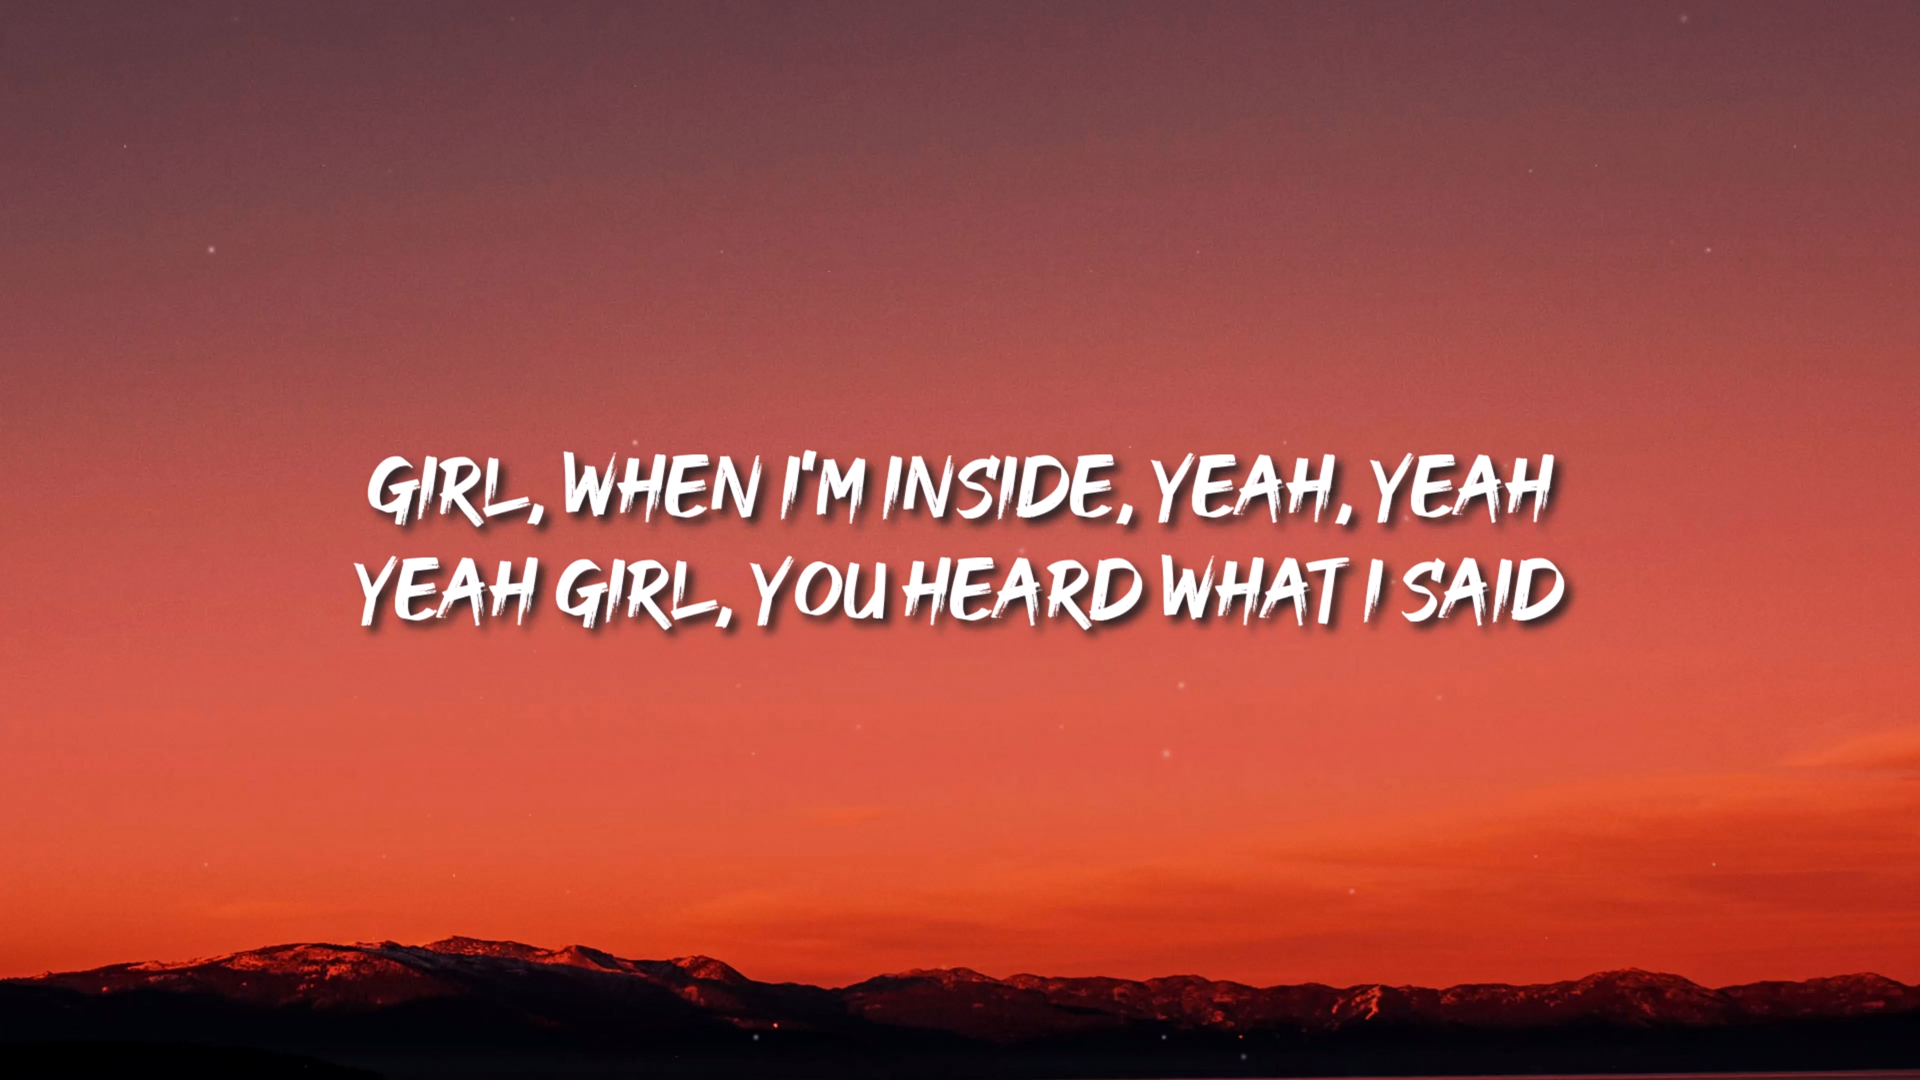 GIRL, WHEN I'M INSIDE, YEAH, YEAH
YEAH GIRL, YOU HEARD WHAT I SAID